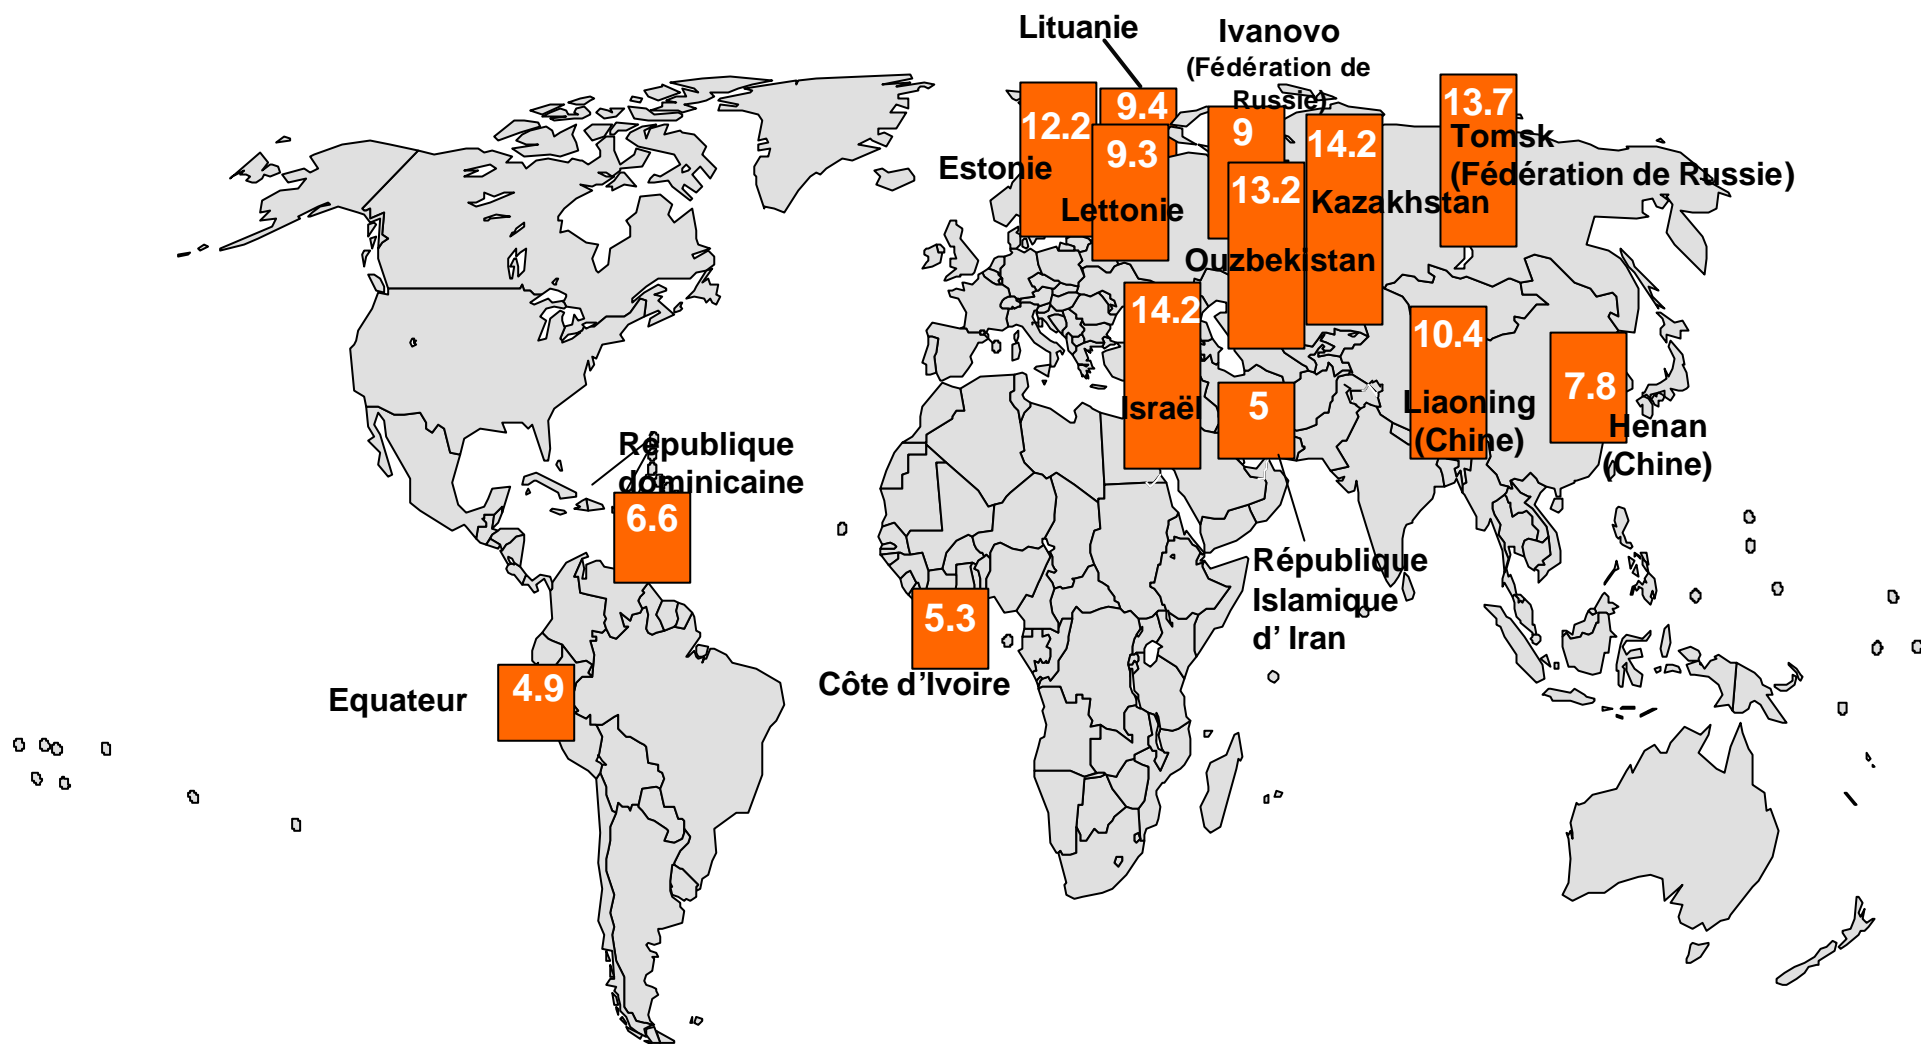 Lituanie
Ivanovo
(Fédération de
Russie)
9.4
13.7
12.2
9
14.2
Tomsk
9.3
Estonie
(Fédération de Russie)
13.2
Kazakhstan
Lettonie
Ouzbekistan
14.2
10.4
7.8
Israël
5
Liaoning
(Chine)
Henan
(Chine)
République
dominicaine
6.6
République
Islamique
d’ Iran
5.3
Côte d’Ivoire
4.9
Equateur